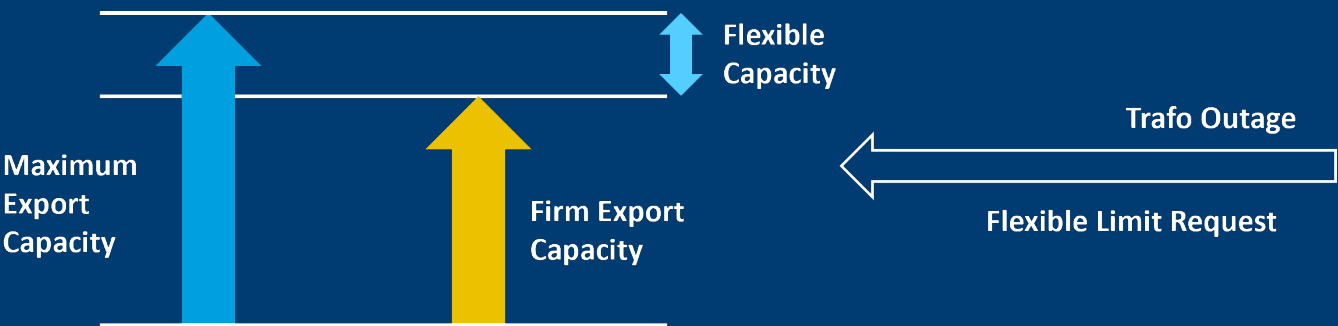 Flexible
Capacity
Trafo Outage
Maximum
Export
Capacity
Firm Export
Capacity
Flexible Limit Request